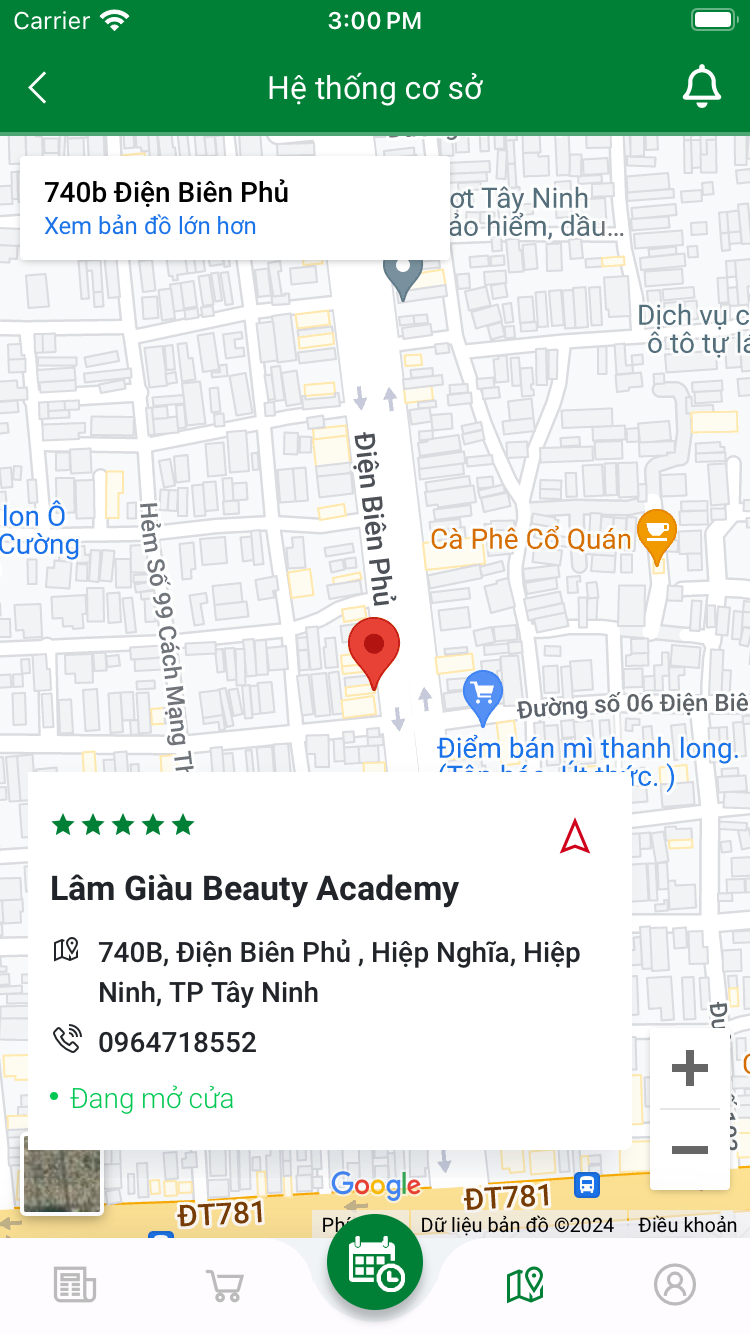 Carrier
3:00 PM
Hệ thống cơ sở
740b Điện Biên Phủ
Xem bản đồ lớn hơn
ợt Tây Ninh
ảo hiểm, dầu...
Dịch vụ c
ô tô tự lá
Điện Biên Phủ
lon Ô
Cường
Hẻm Số 99 Cách Mạng Th
Cà Phê Cổ Quán
Đường số 06 Điện Biê
Điểm bán mì thanh long.
Lâm Giàu Beauty Academy
740B, Điện Biên Phủ , Hiệp Nghĩa, Hiệp
Ninh, TP Tây Ninh
0964718552
Đang mở cửa
Đư
+
−
Google
ĐT781
ĐT781
Dữ liệu bản đồ ©2024
Điều khoản